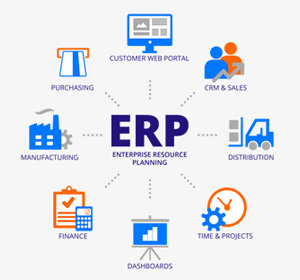 CUSTOMER WEB PORTAL
PURCHASING
CRM & SALES
ERP
ENTERPRISE RESOURCE
PLANNING
MANUFACTURING
DISTRIBUTION
FINANCE
TIME & PROJECTS
DASHBOARDS